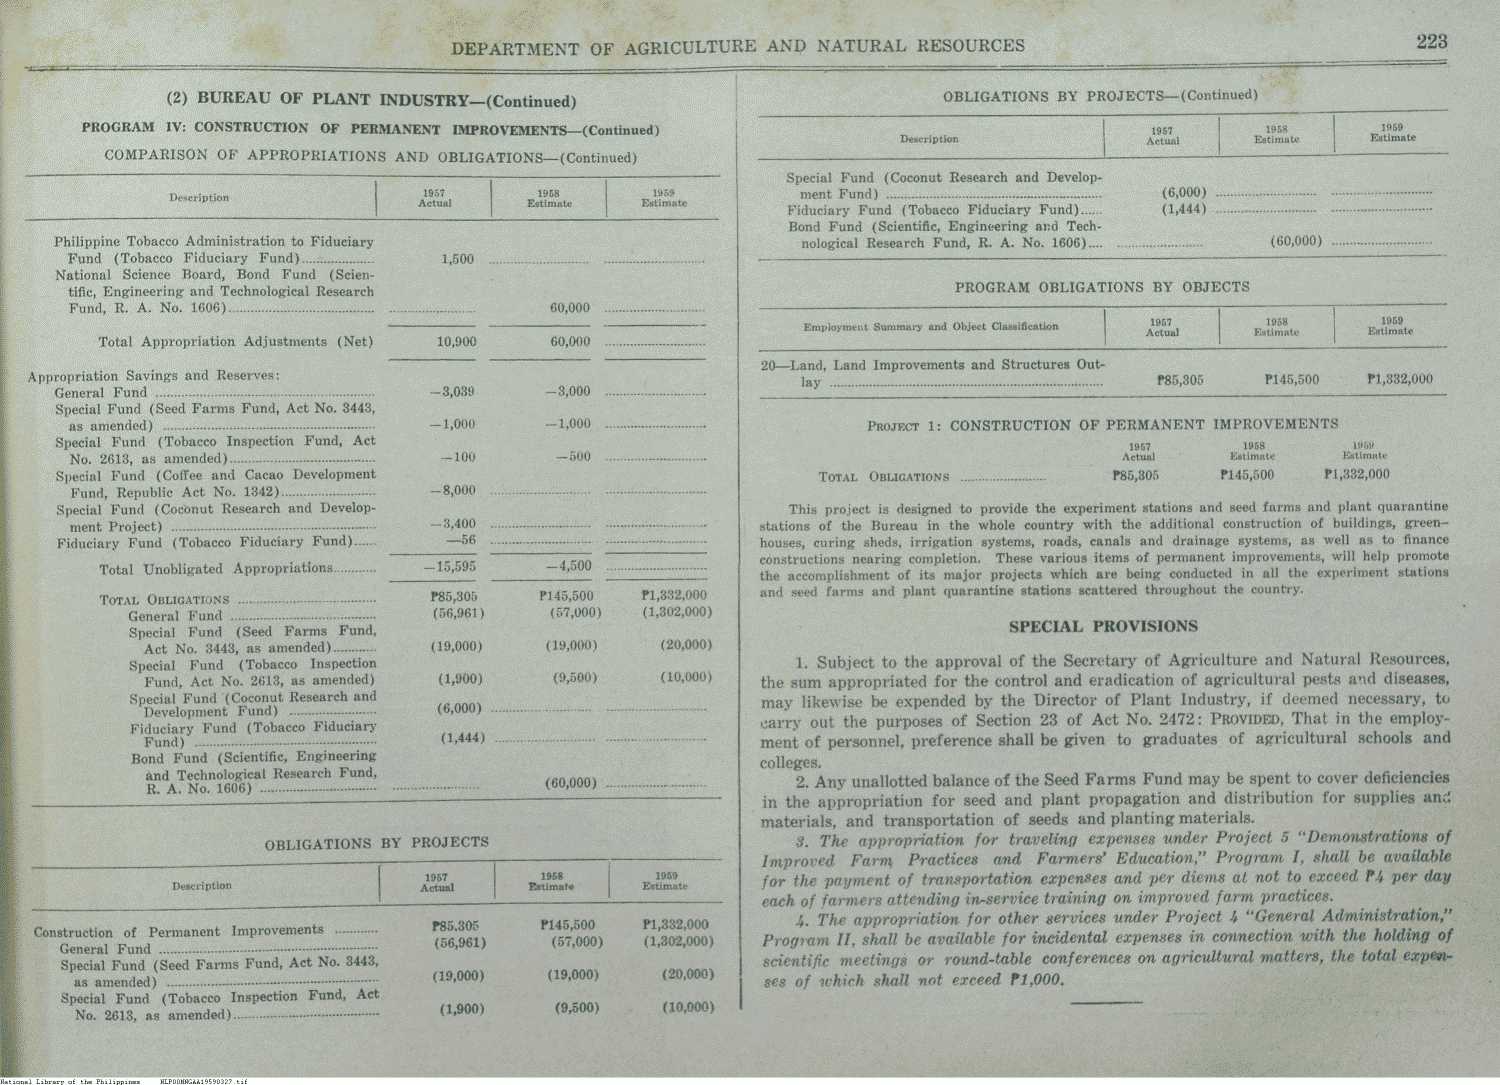 DEPARTMENT OF AGRICULTURE AND NATURAL RESOURCES
223
(2) BUREAU OF PLANT INDUSTRY—(Continued)
PROGRAM IV: CONSTRUCTION OF PERMANENT IMPROVEMENTS—(Continued)
COMPARISON OF APPROPRIATIONS AND OBLIGATIONS—(Continued)
Description 1957 Actual 1958 Estimate 1959 Estimate
Philippine Tobacco Administration to Fiduciary
Fund (Tobacco Fiduciary Fund).................. 1,500 ........................ ........................
National Science Board, Bond Fund (Scien-
tific, Engineering and Technological Research
Fund, R. A. No. 1606).................................... ........................ 60,000 ........................
Total Appropriation Adjustments (Net) 10,900 60,000 ........................
Appropriation Savings and Reserves:
General Fund ...................................................... —3,039 —3,000 ........................
Special Fund (Seed Farms Fund, Act No. 3443,
as amended) .................................................... —1,000 —1,000 ........................
Special Fund (Tobacco Inspection Fund, Act
No. 2613, as amended).................................... —100 —500 ........................
Special Fund (Coffee and Cacao Development
Fund, Republic Act No. 1342)....................... —8,000 ........................ ........................
Special Fund (Coconut Research and Develop-
ment Project) .................................................. —3,400 ........................ ........................
Fiduciary Fund (Tobacco Fiduciary Fund)...... —56 ........................ ........................
Total Unobligated Appropriations........... —15,595 —4,500 ........................
TOTAL OBLIGATIONS .................................. ₱85,305 ₱145,500 ₱1,332,000
General Fund .................................... (56,961) (57,000) (1,302,000)
Special Fund (Seed Farms Fund,
Act No. 3443, as amended)........... (19,000) (19,000) (20,000)
Special Fund (Tobacco Inspection
Fund, Act No. 2613, as amended) (1,900) (9,500) (10,000)
Special Fund (Coconut Research and
Development Fund) ..................... (6,000) ........................ ........................
Fiduciary Fund (Tobacco Fiduciary
Fund) ............................................. (1,444) ........................ ........................
Bond Fund (Scientific, Engineering
and Technological Research Fund,
R. A. No. 1606) ............................. ........................ (60,000) ........................
OBLIGATIONS BY PROJECTS
Description 1957 Actual 1958 Estimate 1959 Estimate
Construction of Permanent Improvements ........... ₱85,305 ₱145,500 ₱1,332,000
General Fund ...................................................... (56,961) (57,000) (1,302,000)
Special Fund (Seed Farms Fund, Act No. 3443,
as amended) .................................................... (19,000) (19,000) (20,000)
Special Fund (Tobacco Inspection Fund, Act
No. 2613, as amended).................................... (1,900) (9,500) (10,000)
OBLIGATIONS BY PROJECTS—(Continued)
Description 1957 Actual 1958 Estimate 1959 Estimate
Special Fund (Coconut Research and Develop-
ment Fund) ...................................................... (6,000) ........................ ........................
Fiduciary Fund (Tobacco Fiduciary Fund)...... (1,444) ........................ ........................
Bond Fund (Scientific, Engineering and Tech-
nological Research Fund, R. A. No. 1606).... ........................ (60,000) ........................
PROGRAM OBLIGATIONS BY OBJECTS
Employment Summary and Object Classification 1957 Actual 1958 Estimate 1959 Estimate
20—Land, Land Improvements and Structures Out-
lay .................................................................... ₱85,305 ₱145,500 ₱1,332,000
PROJECT 1: CONSTRUCTION OF PERMANENT IMPROVEMENTS
1957 Actual 1958 Estimate 1959 Estimate
TOTAL OBLIGATIONS ..................... ₱85,305 ₱145,500 ₱1,332,000
This project is designed to provide the experiment stations and seed farms and plant quarantine
stations of the Bureau in the whole country with the additional construction of buildings, green-
houses, curing sheds, irrigation systems, roads, canals and drainage systems, as well as to finance
constructions nearing completion. These various items of permanent improvements, will help promote
the accomplishment of its major projects which are being conducted in all the experiment stations
and seed farms and plant quarantine stations scattered throughout the country.
SPECIAL PROVISIONS
1. Subject to the approval of the Secretary of Agriculture and Natural Resources,
the sum appropriated for the control and eradication of agricultural pests and diseases,
may likewise be expended by the Director of Plant Industry, if deemed necessary, to
carry out the purposes of Section 23 of Act No. 2472: PROVIDED, That in the employ-
ment of personnel, preference shall be given to graduates of agricultural schools and
colleges.
2. Any unallotted balance of the Seed Farms Fund may be spent to cover deficiencies
in the appropriation for seed and plant propagation and distribution for supplies and
materials, and transportation of seeds and planting materials.
3. The appropriation for traveling expenses under Project 5 “Demonstrations of
Improved Farm Practices and Farmers’ Education,” Program I, shall be available
for the payment of transportation expenses and per diems at not to exceed ₱4 per day
each of farmers attending in-service training on improved farm practices.
4. The appropriation for other services under Project 4 “General Administration,”
Program II, shall be available for incidental expenses in connection with the holding of
scientific meetings or round-table conferences on agricultural matters, the total expen-
ses of which shall not exceed ₱1,000.
National Library of the Philippines NLP00MNGAA19590327.tif